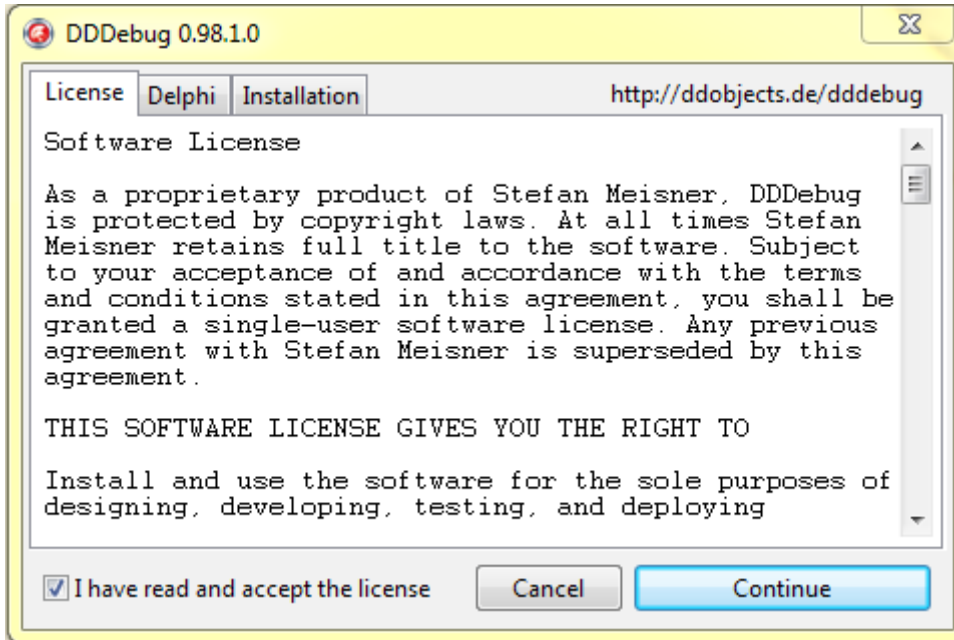 DDDebug 0.98.1.0
License Delphi Installation http://ddobjects.de/dddebug
Software License
As a proprietary product of Stefan Meisner, DDDebug
is protected by copyright laws. At all times Stefan
Meisner retains full title to the software. Subject
to your acceptance of and accordance with the terms
and conditions stated in this agreement, you shall be
granted a single-user software license. Any previous
agreement with Stefan Meisner is superseded by this
agreement.
THIS SOFTWARE LICENSE GIVES YOU THE RIGHT TO
Install and use the software for the sole purposes of
designing, developing, testing, and deploying
I have read and accept the license Cancel Continue